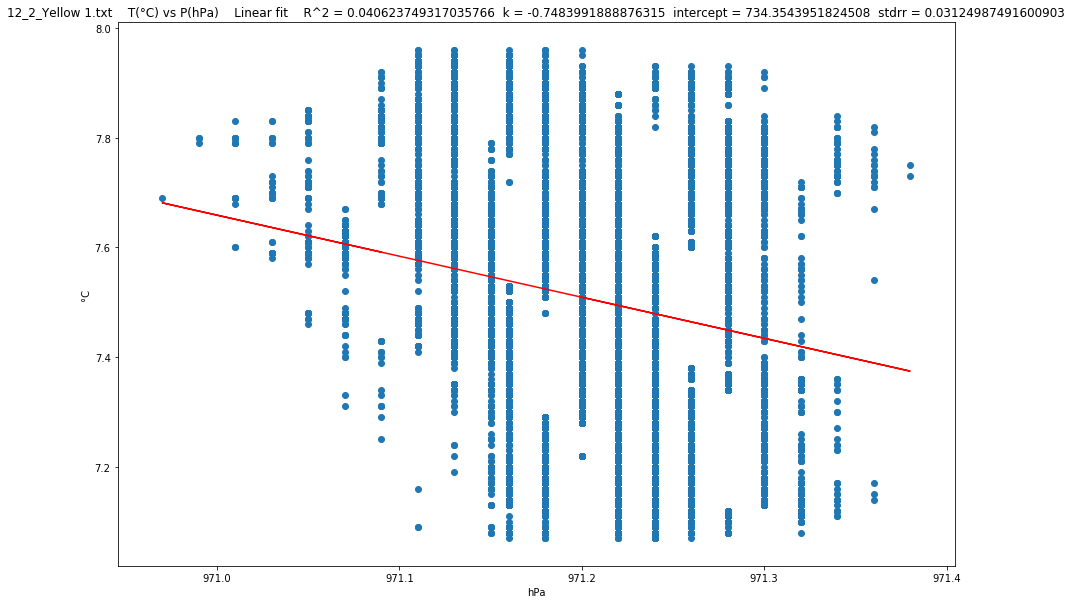 12_2_Yellow 1.txt    T(°C) vs P(hPa)    Linear fit    R^2 = 0.040623749317035766  k = -0.7483991888876315  intercept = 734.3543951824508  stdrr = 0.03124987491600903
8.0
7.8
7.6
7.4
7.2
°C
971.0 971.1 971.2 971.3 971.4
hPa